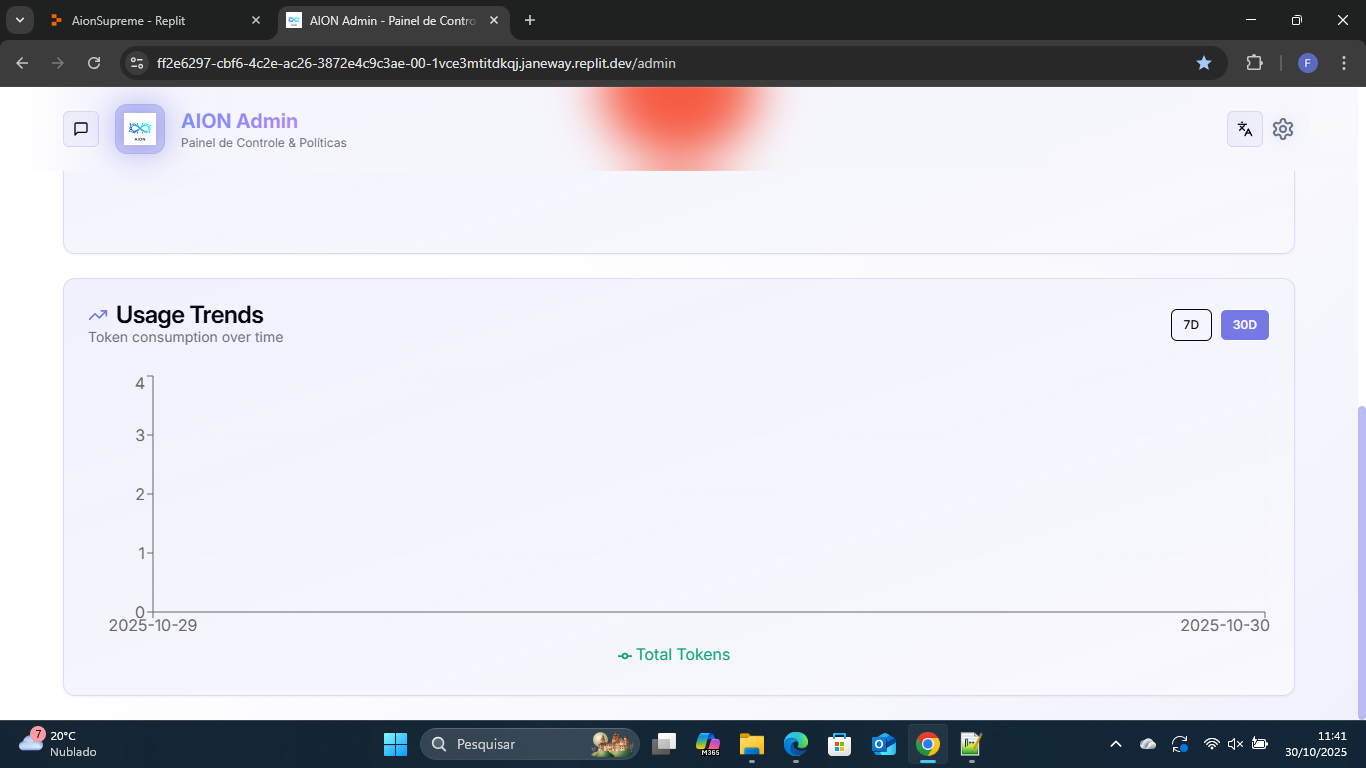 AionSupreme - Replit
AION Admin - Painel de Contro
ff2e6297-cbf6-4c2e-ac26-3872e4c9c3ae-00-1vce3mtitdkqj.janeway.replit.dev/admin
F
AION
AION Admin
Painel de Controle & Políticas
Usage Trends
Token consumption over time
7D
30D
4
3
2
1
0
2025-10-29
2025-10-30
Total Tokens
7
20°C
Nublado
Pesquisar
M365
11:41
30/10/2025